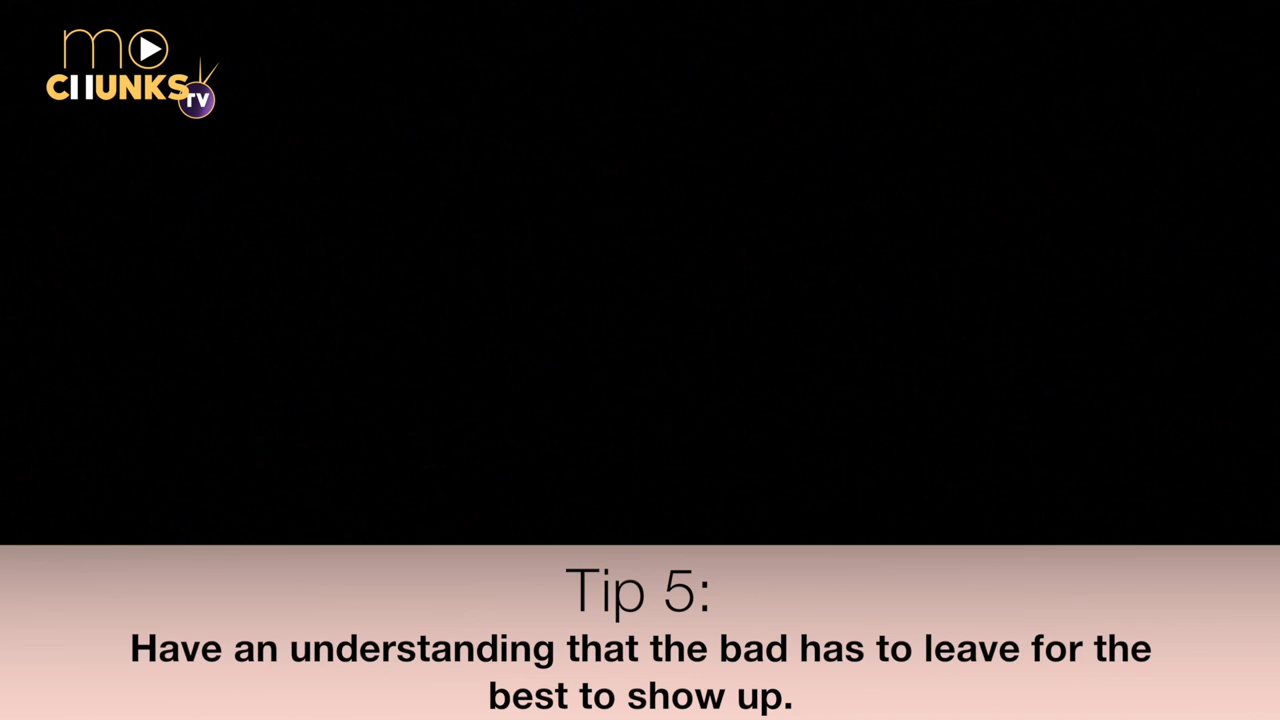 mo
CHUNKS
TV
Tip 5:
Have an understanding that the bad has to leave for the
best to show up.